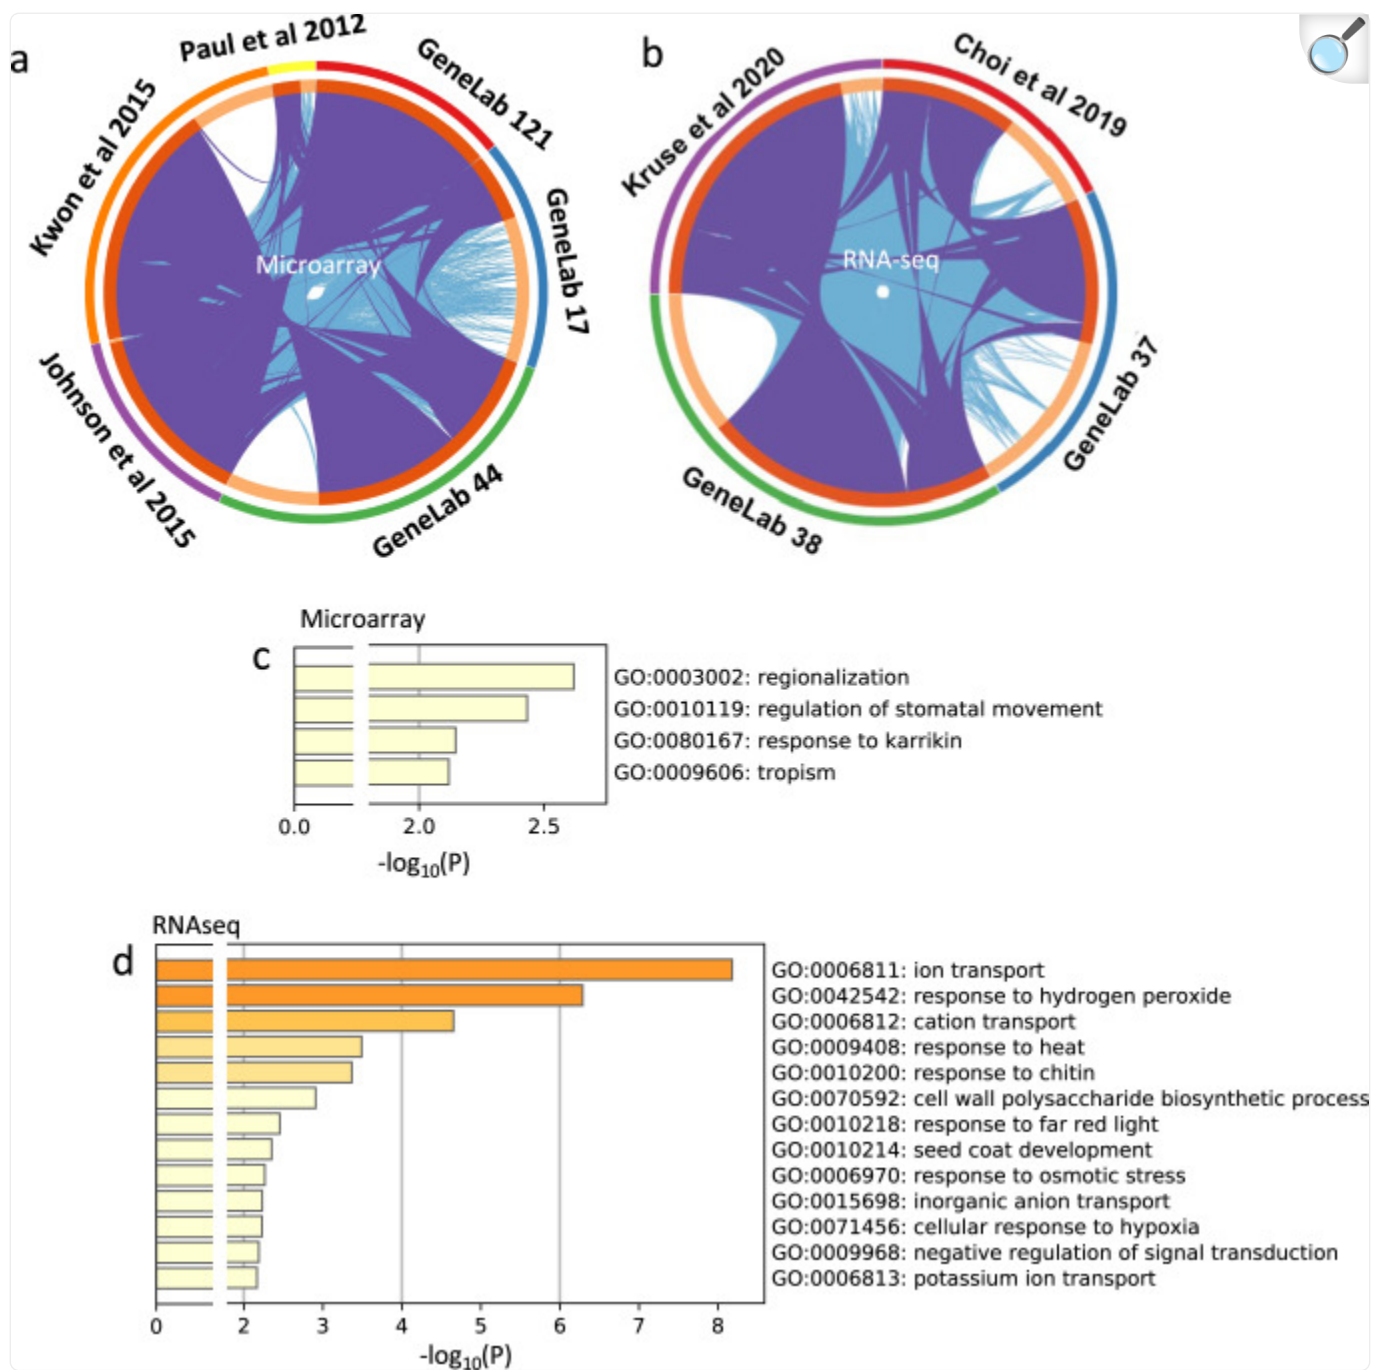 a
Paul et al 2012
GeneLab 121
Kwon et al 2015
GeneLab 17
Microarray
Johnson et al 2015
GeneLab 44
b
Kruse et al 2020
Choi et al 2019
RNA-seq
GeneLab 37
GeneLab 38
Microarray
c
GO:0003002: regionalization
GO:0010119: regulation of stomatal movement
GO:0080167: response to karrikin
GO:0009606: tropism
0.0 2.0 2.5
-log10(P)
RNAseq
d
GO:0006811: ion transport
GO:0042542: response to hydrogen peroxide
GO:0006812: cation transport
GO:0009408: response to heat
GO:0010200: response to chitin
GO:0070592: cell wall polysaccharide biosynthetic process
GO:0010218: response to far red light
GO:0010214: seed coat development
GO:0006970: response to osmotic stress
GO:0015698: inorganic anion transport
GO:0071456: cellular response to hypoxia
GO:0009968: negative regulation of signal transduction
GO:0006813: potassium ion transport
0 2 3 4 5 6 7 8
-log10(P)